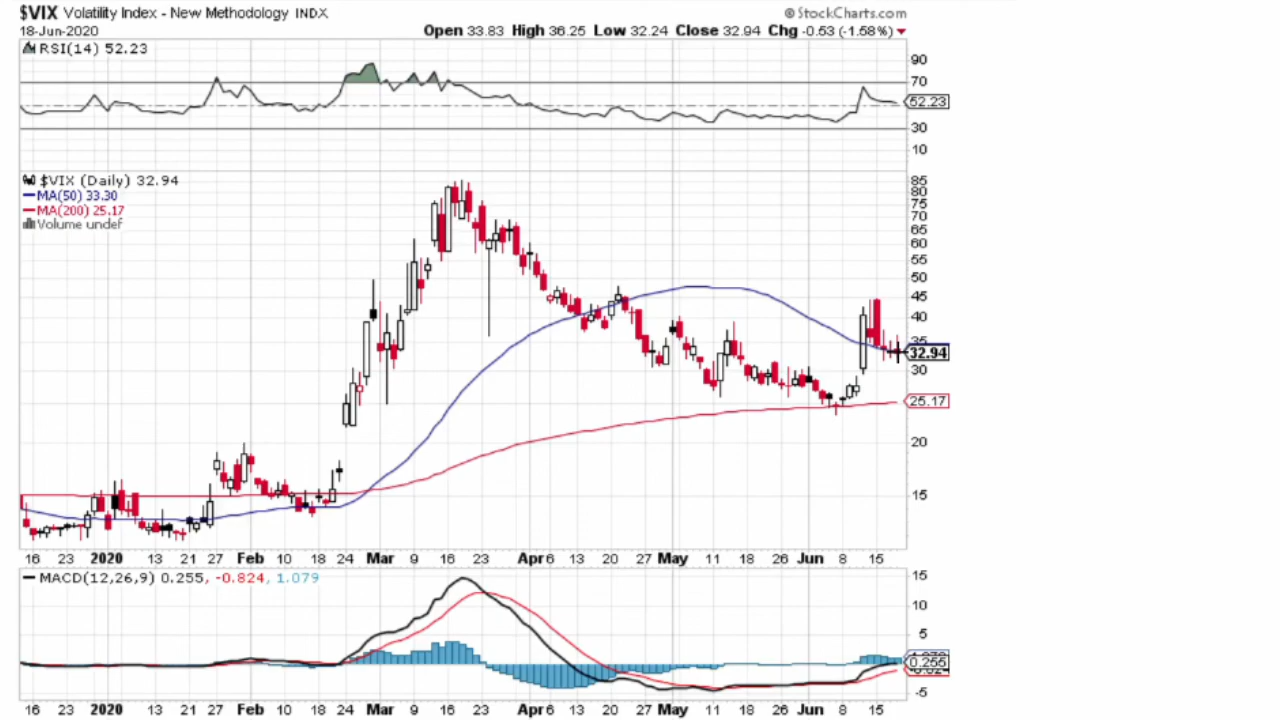 $VIX Volatility Index - New Methodology INDX © StockCharts.com
18-Jun-2020 Open 33.83 High 36.25 Low 32.24 Close 32.94 Chg -0.53 (-1.58%)
RSI(14) 52.23
90
70
52.23
30
10
$VIX (Daily) 32.94
MA(50) 33.30
MA(200) 25.17
Volume undef
85
80
75
70
65
60
55
50
45
40
35
32.94
30
25.17
20
15
16 23 2020 13 21 27 Feb 10 18 24 Mar 9 16 23 Apr 6 13 20 27 May 11 18 26 Jun 8 15
MACD(12,26,9) 0.255, -0.824, 1.079
15
10
5
0.255
-5
16 23 2020 13 21 27 Feb 10 18 24 Mar 9 16 23 Apr 6 13 20 27 May 11 18 26 Jun 8 15